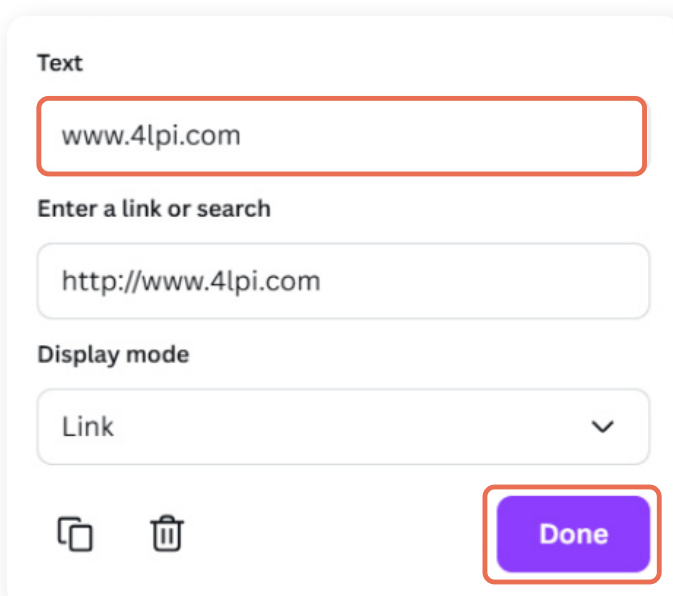 Text
www.4lpi.com
Enter a link or search
http://www.4lpi.com
Display mode
Link
Done